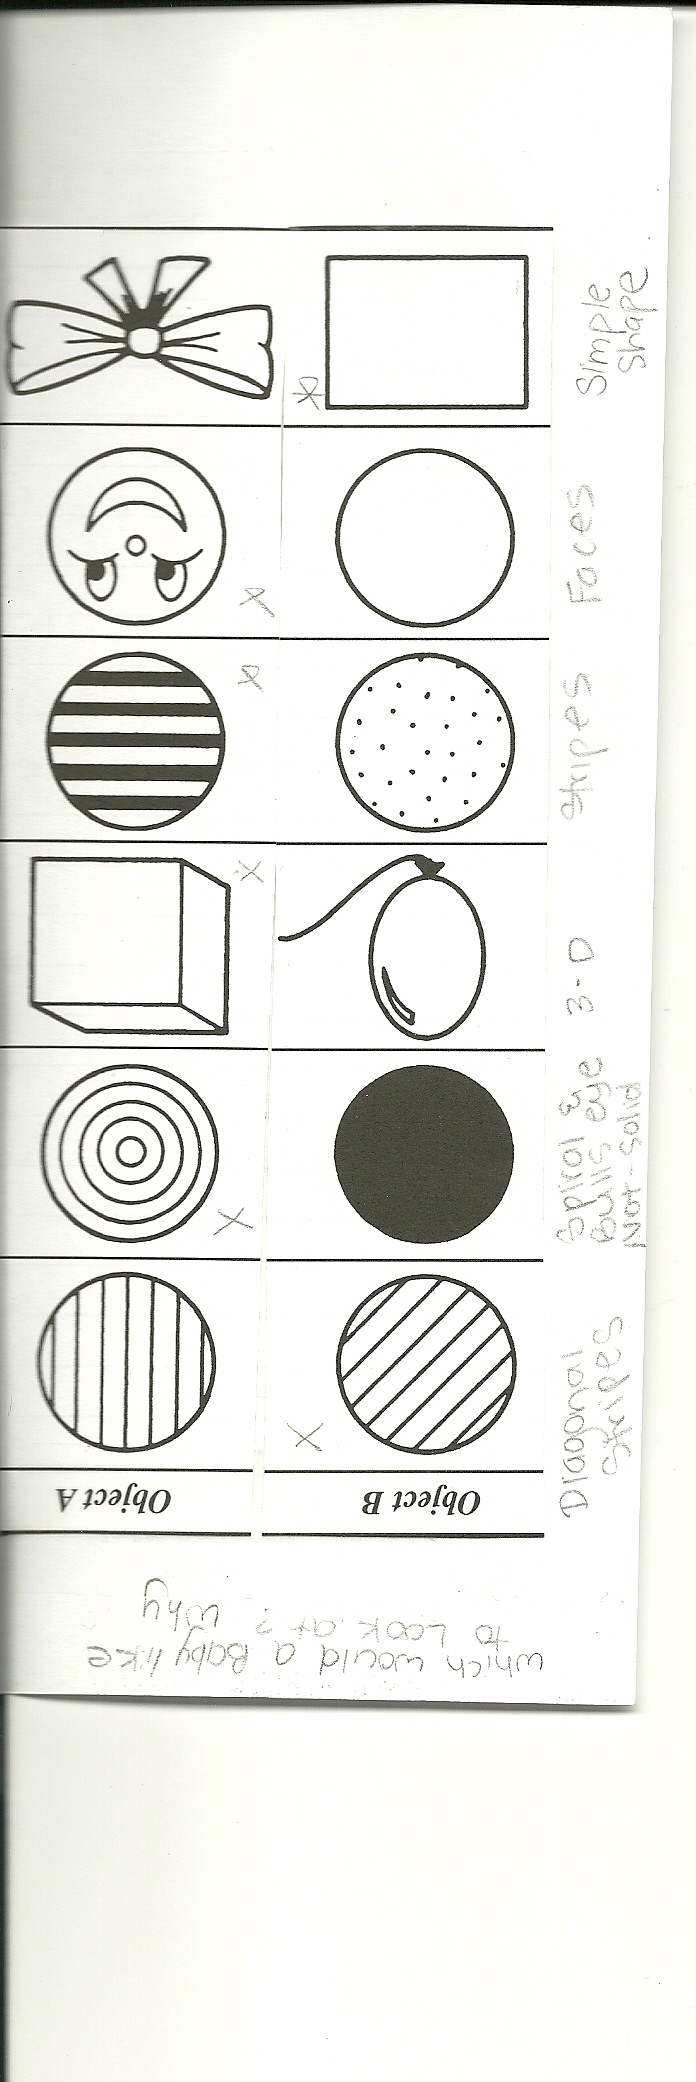 which would a Baby like
to Look at? Why
Object B
Object A
Diagonal
Stripes
Spiral &
Bulls eye
Not-solid
3-D
Stripes
Faces
Simple
Shape